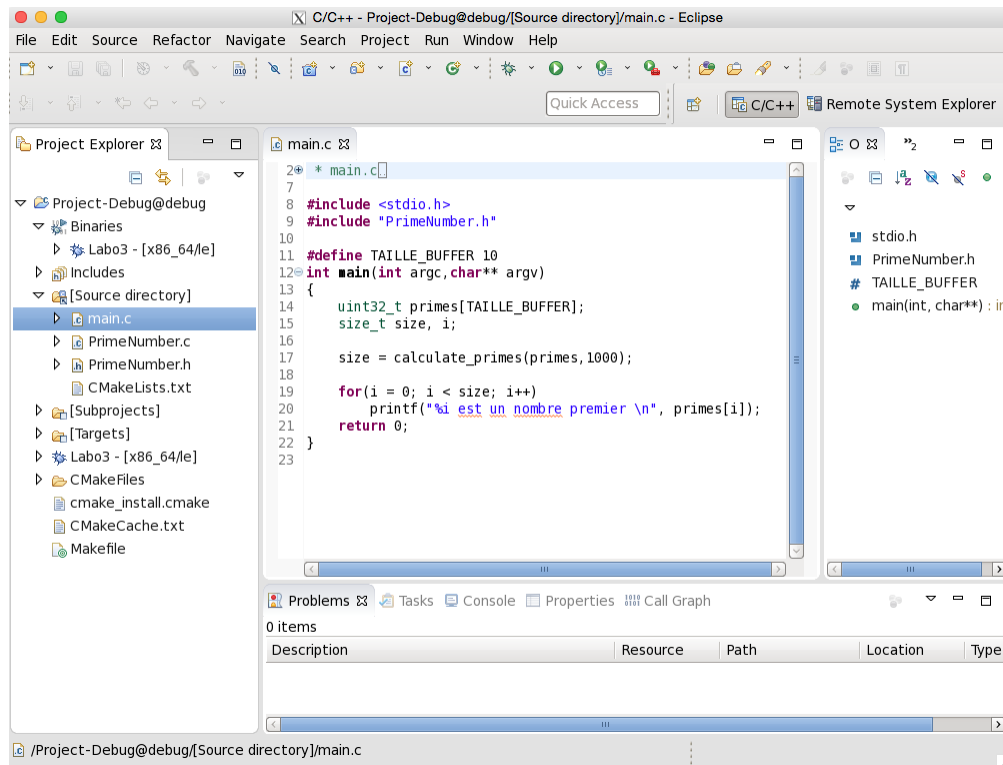 C/C++ - Project-Debug@debug/[Source directory]/main.c - Eclipse
File Edit Source Refactor Navigate Search Project Run Window Help
010
Quick Access
C/C++
Remote System Explorer
Project Explorer
Project-Debug@debug
Binaries
Labo3 - [x86_64/le]
Includes
[Source directory]
main.c
PrimeNumber.c
PrimeNumber.h
CMakeLists.txt
[Subprojects]
[Targets]
Labo3 - [x86_64/le]
CMakeFiles
cmake_install.cmake
CMakeCache.txt
Makefile
main.c
2 * main.c
7
8 #include <stdio.h>
9 #include "PrimeNumber.h"
10
11 #define TAILLE_BUFFER 10
12 int main(int argc,char** argv)
13 {
14     uint32_t primes[TAILLE_BUFFER];
15     size_t size, i;
16
17     size = calculate_primes(primes,1000);
18
19     for(i = 0; i < size; i++)
20         printf("%i est un nombre premier \n", primes[i]);
21     return 0;
22 }
23
O
»2
stdio.h
PrimeNumber.h
# TAILLE_BUFFER
main(int, char**) : in
Problems Tasks Console Properties Call Graph
0 items
Description Resource Path Location Type
/Project-Debug@debug/[Source directory]/main.c